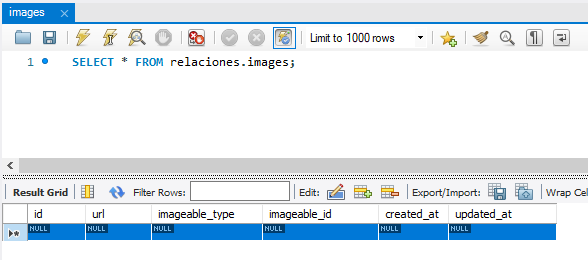 images
Limit to 1000 rows
1 SELECT * FROM relaciones.images;
Result Grid Filter Rows: Edit: Export/Import: Wrap Cel
id url imageable_type imageable_id created_at updated_at
NULL NULL NULL NULL NULL NULL